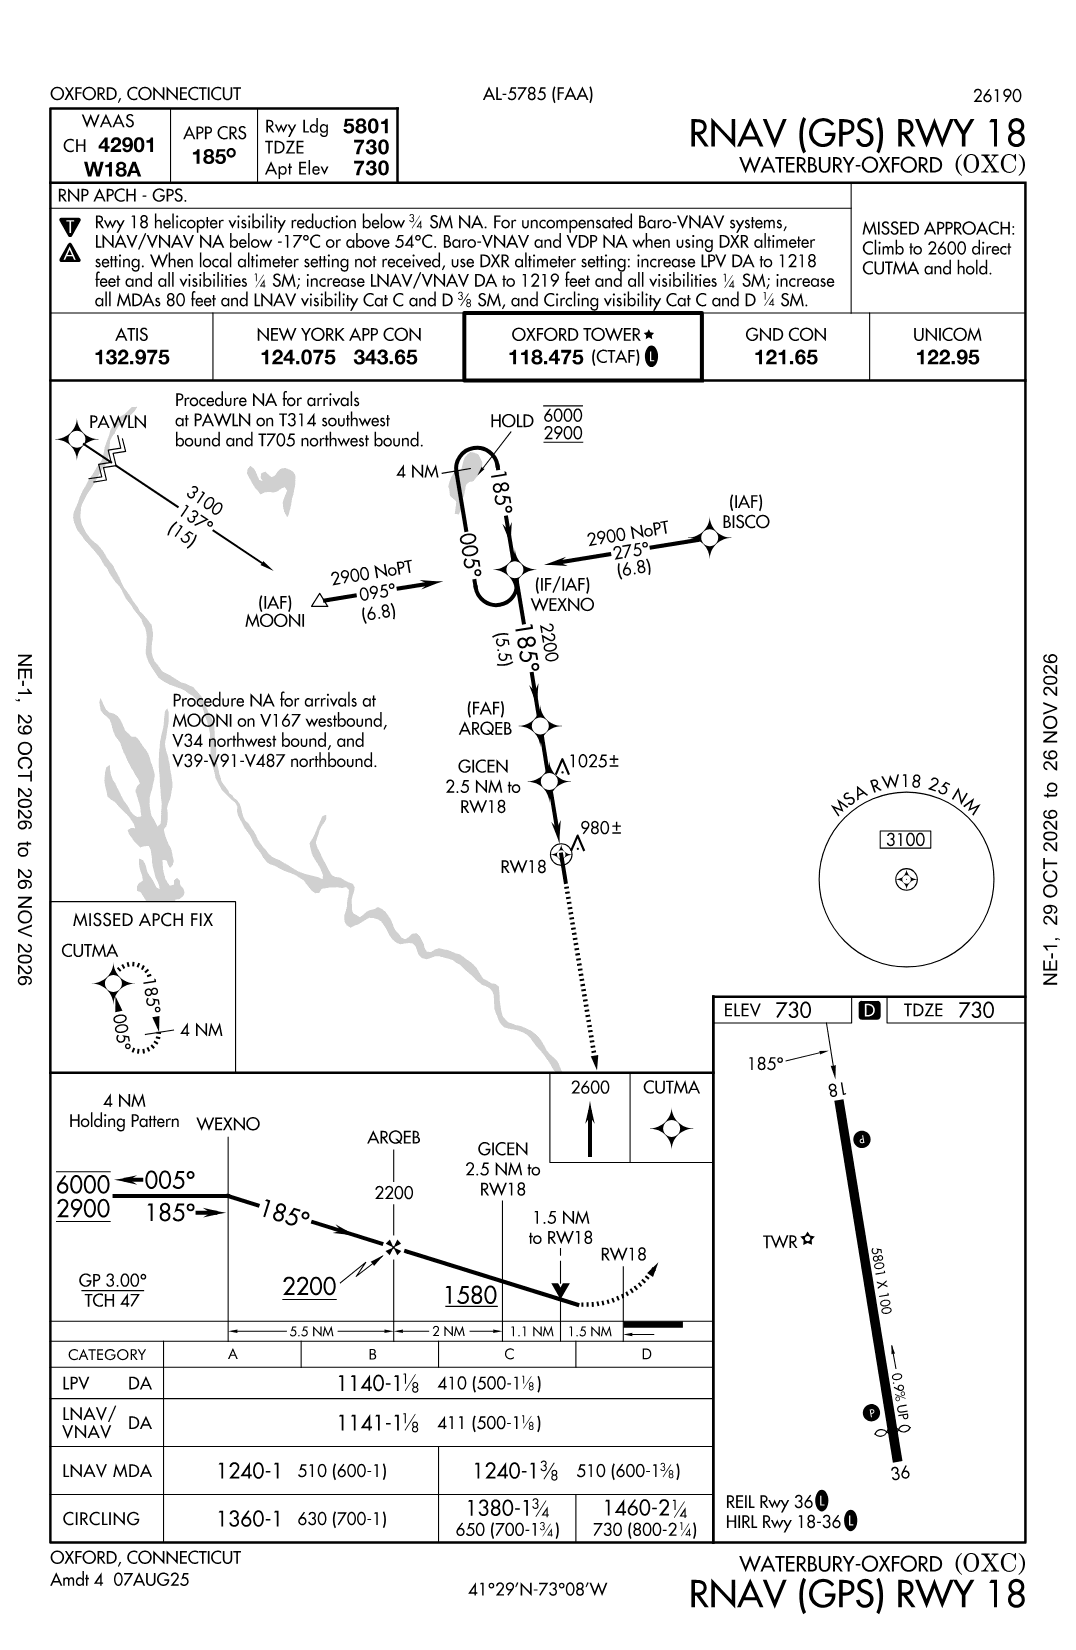 OXFORD, CONNECTICUT
AL-5785 (FAA)
26190
WAAS
CH 42901
W18A
APP CRS
185°
Rwy Ldg 5801
TDZE 730
Apt Elev 730
RNAV (GPS) RWY 18
WATERBURY-OXFORD (OXC)
RNP APCH - GPS.
T
A
Rwy 18 helicopter visibility reduction below ¾ SM NA. For uncompensated Baro-VNAV systems,
LNAV/VNAV NA below -17°C or above 54°C. Baro-VNAV and VDP NA when using DXR altimeter
setting. When local altimeter setting not received, use DXR altimeter setting: increase LPV DA to 1218
feet and all visibilities ¼ SM; increase LNAV/VNAV DA to 1219 feet and all visibilities ¼ SM; increase
all MDAs 80 feet and LNAV visibility Cat C and D ⅜ SM, and Circling visibility Cat C and D ¼ SM.
MISSED APPROACH:
Climb to 2600 direct
CUTMA and hold.
ATIS
132.975
NEW YORK APP CON
124.075 343.65
OXFORD TOWER★
118.475 (CTAF) L
GND CON
121.65
UNICOM
122.95
PAWLN
Procedure NA for arrivals
at PAWLN on T314 southwest
bound and T705 northwest bound.
HOLD
6000
2900
4 NM
185°
005°
3100
137°
(15)
(IAF)
BISCO
2900 NoPT
275°
(6.8)
2900 NoPT
095°
(6.8)
(IAF)
MOONI
(IF/IAF)
WEXNO
2200
185°
(5.5)
Procedure NA for arrivals at
MOONI on V167 westbound,
V34 northwest bound, and
V39-V91-V487 northbound.
(FAF)
ARQEB
GICEN
2.5 NM to
RW18
1025±
980±
RW18
MSA RW18 25 NM
3100
NE-1, 29 OCT 2026 to 26 NOV 2026
NE-1, 29 OCT 2026 to 26 NOV 2026
MISSED APCH FIX
CUTMA
185°
005°
4 NM
ELEV 730
D
TDZE 730
185°
18
P
TWR
5801 X 100
0.9% UP
P
36
REIL Rwy 36 L
HIRL Rwy 18-36 L
2600
CUTMA
4 NM
Holding Pattern
WEXNO
ARQEB
GICEN
2.5 NM to
RW18
6000
2900
005°
185°
185°
2200
1.5 NM
to RW18
RW18
2200
1580
GP 3.00°
TCH 47
5.5 NM
2 NM
1.1 NM
1.5 NM
CATEGORY A B C D
LPV DA 1140-1⅛ 410 (500-1⅛)
LNAV/
VNAV DA 1141-1⅛ 411 (500-1⅛)
LNAV MDA 1240-1 510 (600-1) 1240-1⅜ 510 (600-1⅜)
CIRCLING 1360-1 630 (700-1) 1380-1¾ 650 (700-1¾) 1460-2¼ 730 (800-2¼)
OXFORD, CONNECTICUT
Amdt 4 07AUG25
41°29'N-73°08'W
WATERBURY-OXFORD (OXC)
RNAV (GPS) RWY 18